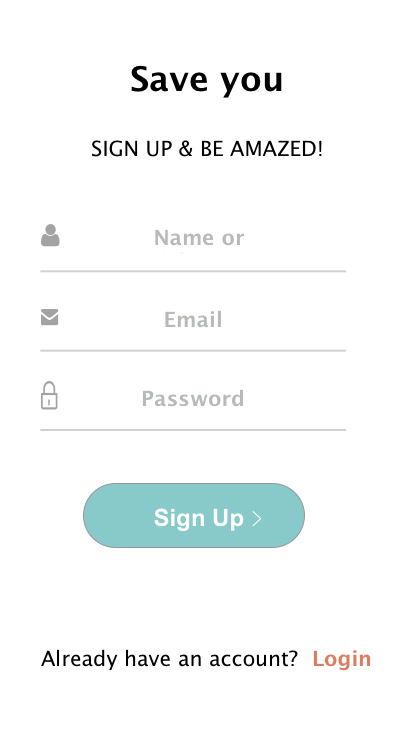 Save you
SIGN UP & BE AMAZED!
Name or
Email
Password
Sign Up
Already have an account? Login